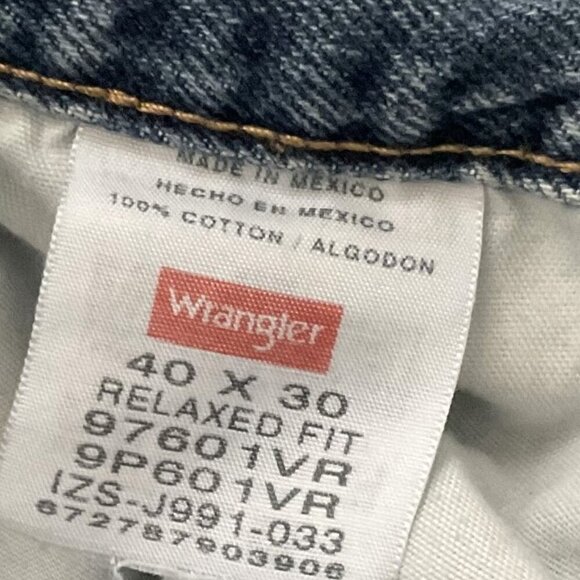 MADE IN MEXICO
HECHO EN MEXICO
100% COTTON / ALGODON
Wrangler
40 X 30
RELAXED FIT
97601VR
9P601VR
IZS-J991-033
672787903906